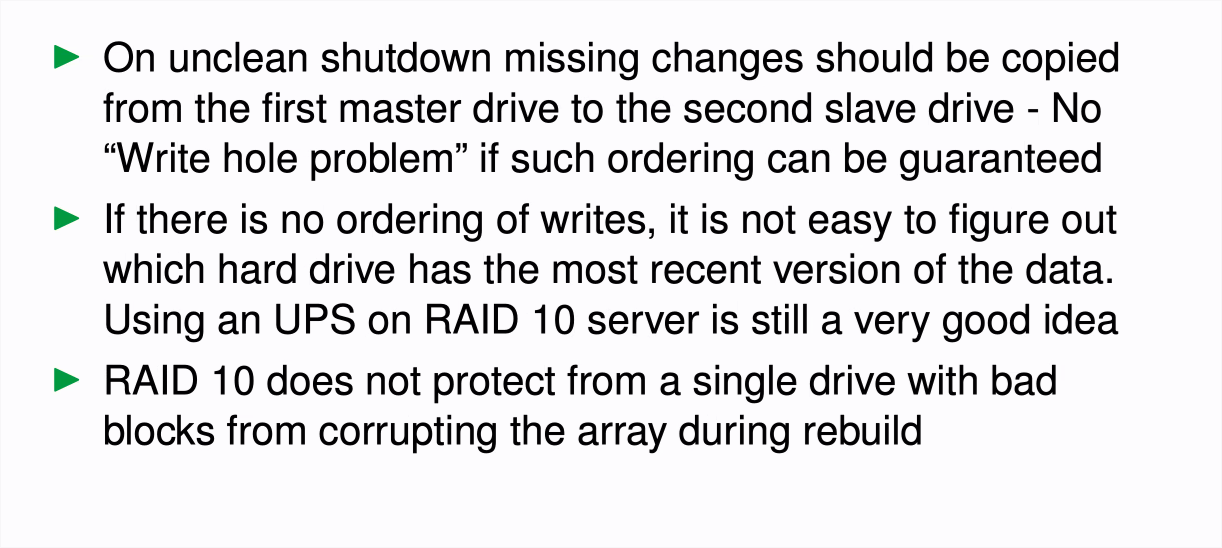 On unclean shutdown missing changes should be copied
from the first master drive to the second slave drive - No
“Write hole problem” if such ordering can be guaranteed
If there is no ordering of writes, it is not easy to figure out
which hard drive has the most recent version of the data.
Using an UPS on RAID 10 server is still a very good idea
RAID 10 does not protect from a single drive with bad
blocks from corrupting the array during rebuild